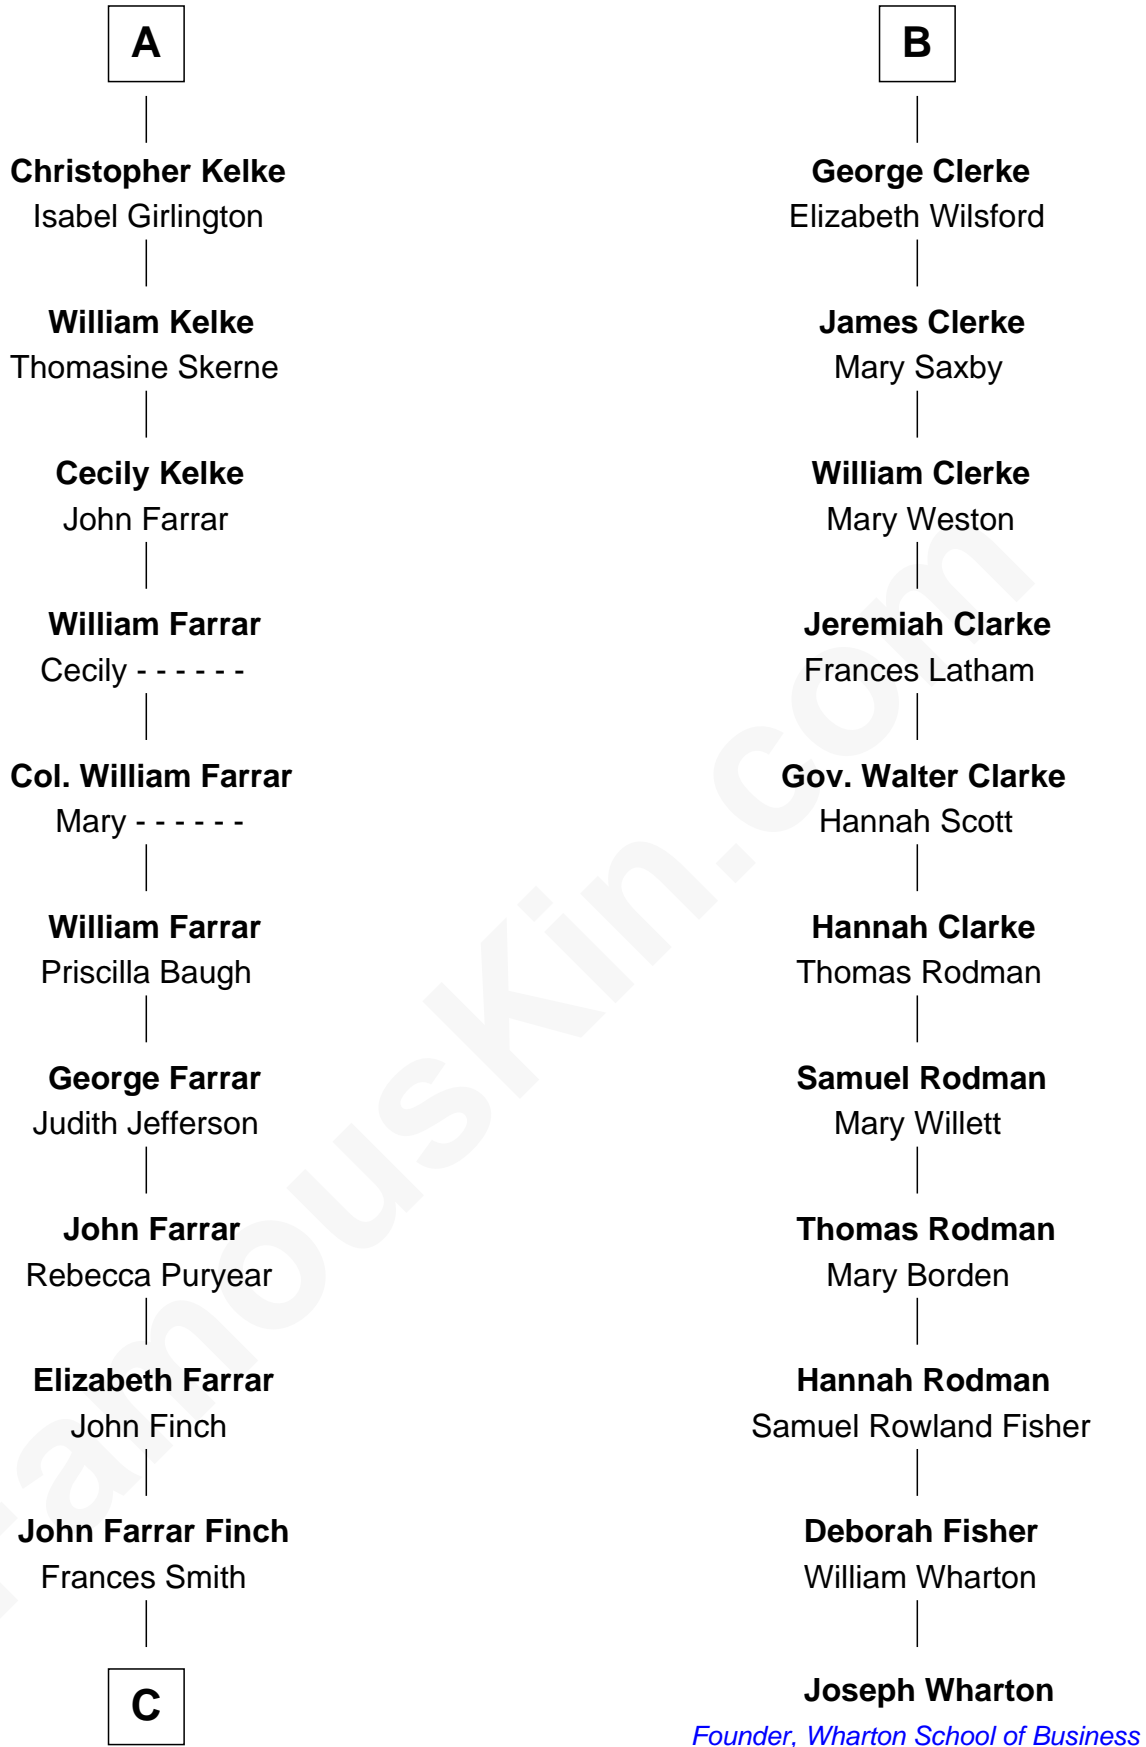 A
Christopher Kelke
Isabel Girlington
William Kelke
Thomasine Skerne
Cecily Kelke
John Farrar
William Farrar
Cecily - - - - - -
Col. William Farrar
Mary - - - - - -
William Farrar
Priscilla Baugh
George Farrar
Judith Jefferson
John Farrar
Rebecca Puryear
Elizabeth Farrar
John Finch
John Farrar Finch
Frances Smith
C
B
George Clerke
Elizabeth Wilsford
James Clerke
Mary Saxby
William Clerke
Mary Weston
Jeremiah Clarke
Frances Latham
Gov. Walter Clarke
Hannah Scott
Hannah Clarke
Thomas Rodman
Samuel Rodman
Mary Willett
Thomas Rodman
Mary Borden
Hannah Rodman
Samuel Rowland Fisher
Deborah Fisher
William Wharton
Joseph Wharton
Founder, Wharton School of Business
FamousKin.com